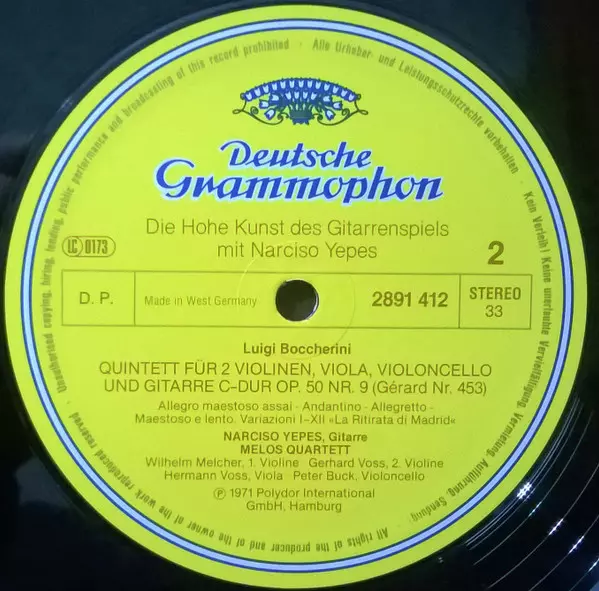 Deutsche
Grammophon
Die Hohe Kunst des Gitarrenspiels
mit Narciso Yepes
LC 0173
2
D. P.
Made in West Germany
2891 412
STEREO
33
Luigi Boccherini
QUINTETT FÜR 2 VIOLINEN, VIOLA, VIOLONCELLO
UND GITARRE C-DUR OP. 50 NR. 9 (Gérard Nr. 453)
Allegro maestoso assai · Andantino · Allegretto ·
Maestoso e lento. Variazioni I–XII »La Ritirata di Madrid«
NARCISO YEPES, Gitarre
MELOS QUARTETT
Wilhelm Melcher, 1. Violine   Gerhard Voss, 2. Violine
Hermann Voss, Viola · Peter Buck, Violoncello
Ⓟ 1971 Polydor International
GmbH, Hamburg
Alle Urheber- und Leistungsschutzrechte vorbehalten · Kein Verleih! Keine unerlaubte Vervielfältigung, Vermietung, Aufführung, Sendung!
All rights of the producer and of the owner of the work reproduced reserved · Unauthorised copying, hiring, lending, public performance and broadcasting of this record prohibited ·